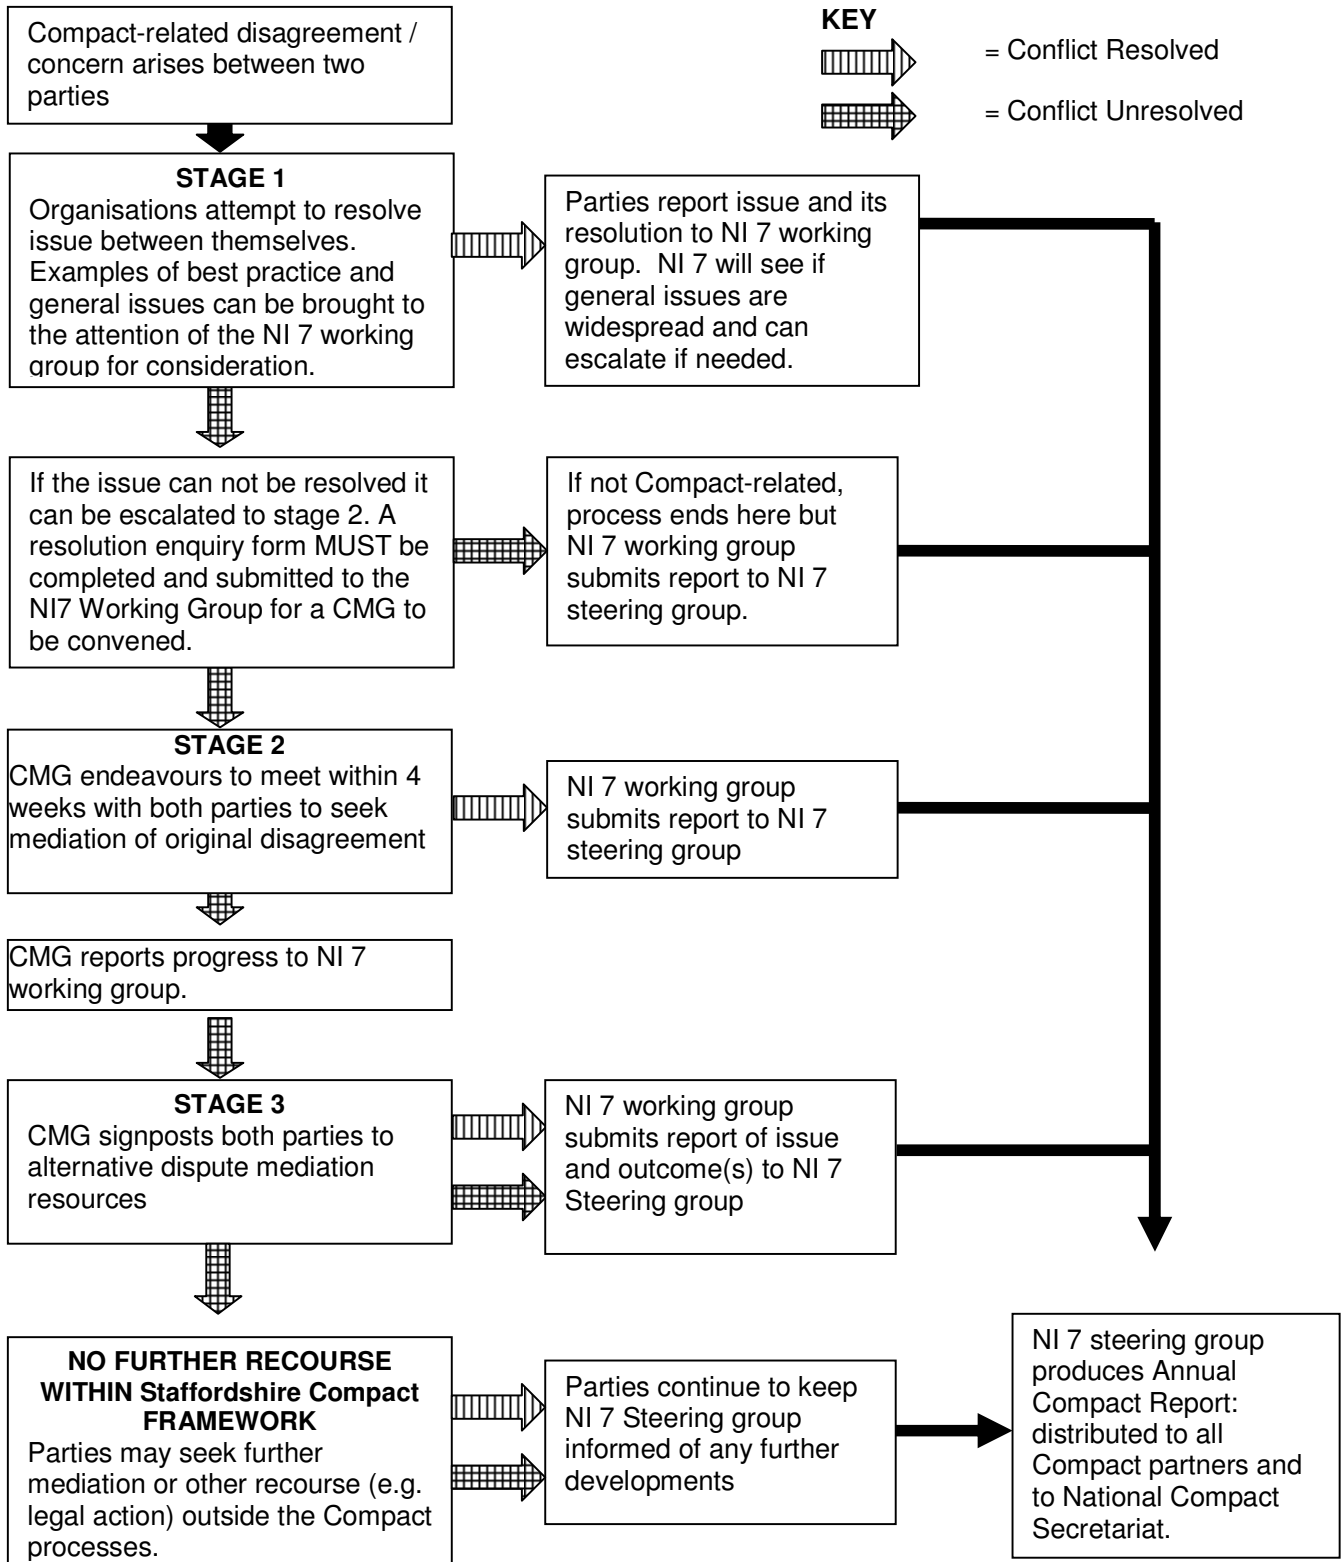 Compact-related disagreement /
concern arises between two
parties
KEY
= Conflict Resolved
= Conflict Unresolved
STAGE 1
Organisations attempt to resolve
issue between themselves.
Examples of best practice and
general issues can be brought to
the attention of the NI 7 working
group for consideration.
Parties report issue and its
resolution to NI 7 working
group.  NI 7 will see if
general issues are
widespread and can
escalate if needed.
If the issue can not be resolved it
can be escalated to stage 2. A
resolution enquiry form MUST be
completed and submitted to the
NI7 Working Group for a CMG to
be convened.
If not Compact-related,
process ends here but
NI 7 working group
submits report to NI 7
steering group.
STAGE 2
CMG endeavours to meet within 4
weeks with both parties to seek
mediation of original disagreement
NI 7 working group
submits report to NI 7
steering group
CMG reports progress to NI 7
working group.
STAGE 3
CMG signposts both parties to
alternative dispute mediation
resources
NI 7 working group
submits report of issue
and outcome(s) to NI 7
Steering group
NO FURTHER RECOURSE
WITHIN Staffordshire Compact
FRAMEWORK
Parties may seek further
mediation or other recourse (e.g.
legal action) outside the Compact
processes.
Parties continue to keep
NI 7 Steering group
informed of any further
developments
NI 7 steering group
produces Annual
Compact Report:
distributed to all
Compact partners and
to National Compact
Secretariat.